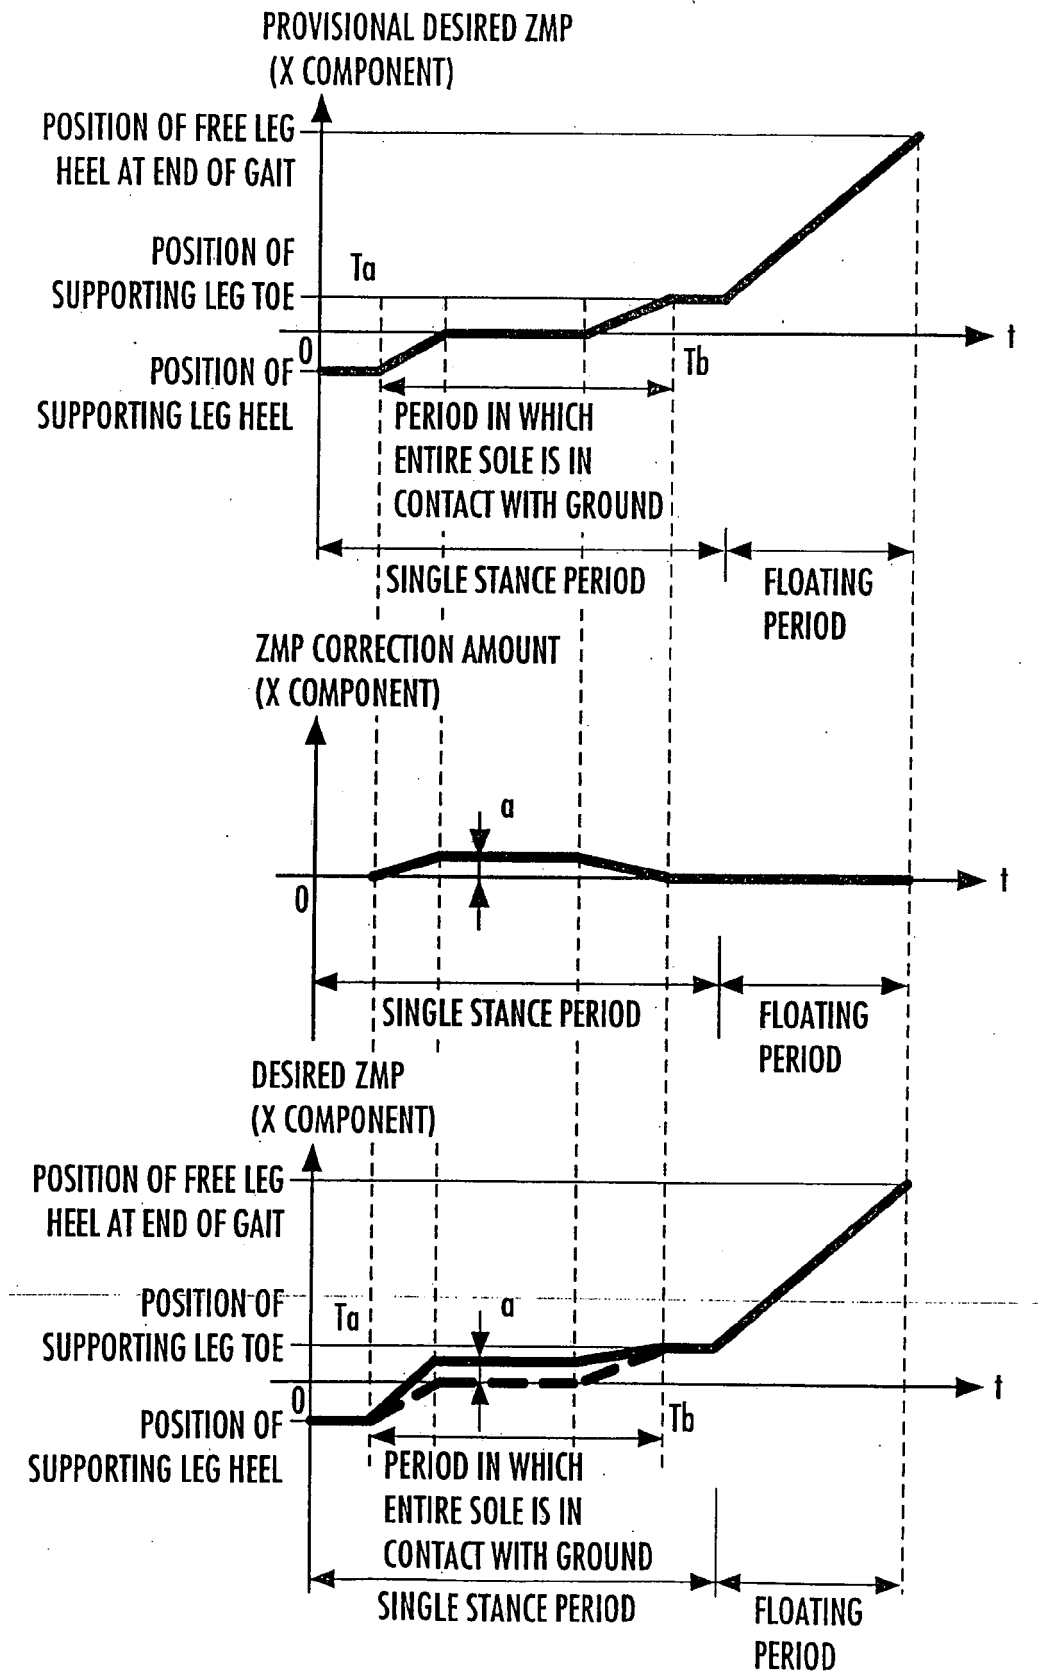 PROVISIONAL DESIRED ZMP
(X COMPONENT)
POSITION OF FREE LEG
HEEL AT END OF GAIT
POSITION OF
SUPPORTING LEG TOE
Ta
0
t
POSITION OF
SUPPORTING LEG HEEL
Tb
PERIOD IN WHICH
ENTIRE SOLE IS IN
CONTACT WITH GROUND
SINGLE STANCE PERIOD
FLOATING
PERIOD
ZMP CORRECTION AMOUNT
(X COMPONENT)
a
0
t
SINGLE STANCE PERIOD
FLOATING
PERIOD
DESIRED ZMP
(X COMPONENT)
POSITION OF FREE LEG
HEEL AT END OF GAIT
POSITION OF
SUPPORTING LEG TOE
Ta
a
0
t
POSITION OF
SUPPORTING LEG HEEL
Tb
PERIOD IN WHICH
ENTIRE SOLE IS IN
CONTACT WITH GROUND
SINGLE STANCE PERIOD
FLOATING
PERIOD